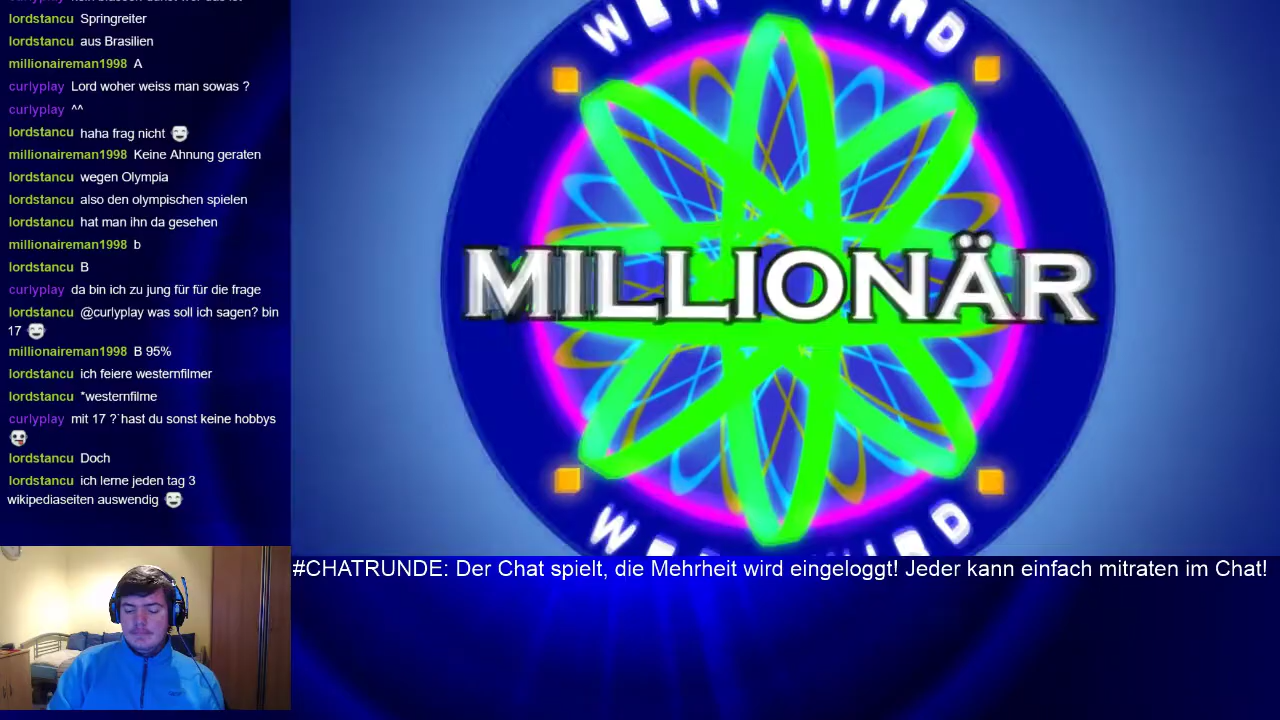 lordstancu Springreiter
lordstancu aus Brasilien
millionaireman1998 A
curlyplay Lord woher weiss man sowas ?
curlyplay ^^
lordstancu haha frag nicht
millionaireman1998 Keine Ahnung geraten
lordstancu wegen Olympia
lordstancu also den olympischen spielen
lordstancu hat man ihn da gesehen
millionaireman1998 b
lordstancu B
curlyplay da bin ich zu jung für für die frage
lordstancu @curlyplay was soll ich sagen? bin
17
millionaireman1998 B 95%
lordstancu ich feiere westernfilmer
lordstancu *westernfilme
curlyplay mit 17 ?`hast du sonst keine hobbys
lordstancu Doch
lordstancu ich lerne jeden tag 3
wikipediaseiten auswendig
WER WIRD
MILLIONÄR
WER WIRD
#CHATRUNDE: Der Chat spielt, die Mehrheit wird eingeloggt! Jeder kann einfach mitraten im Chat!